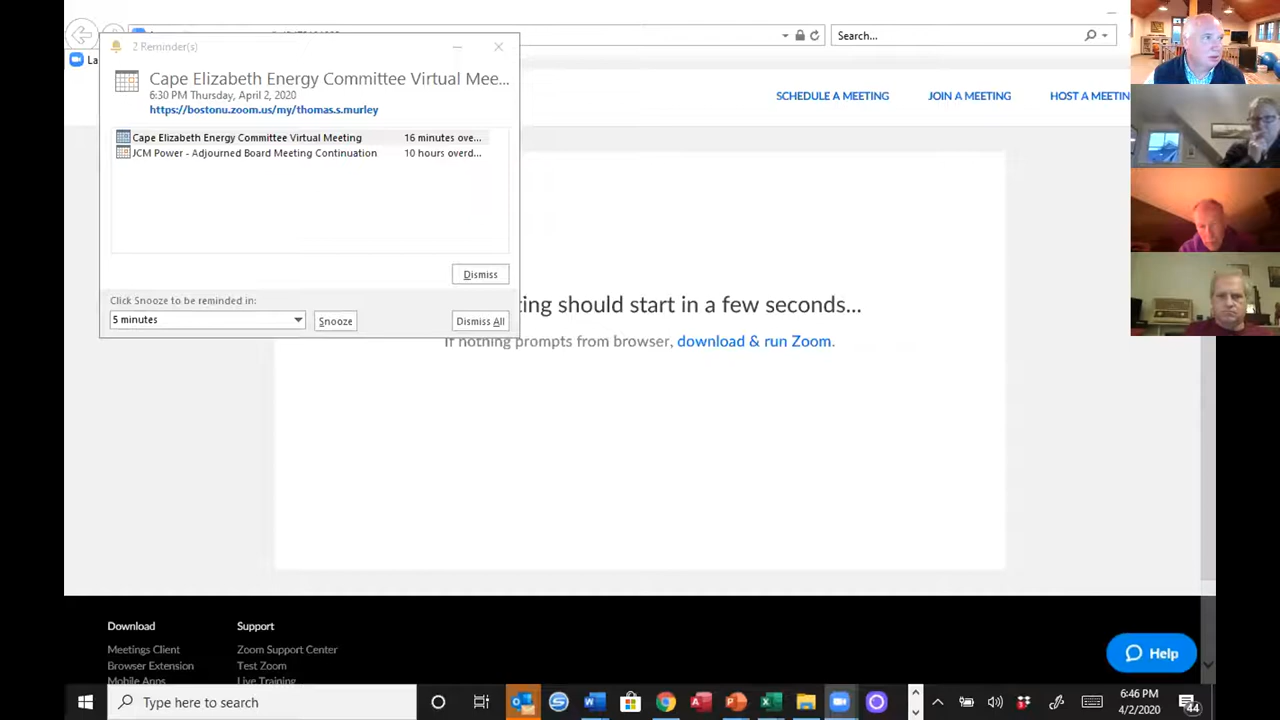 Search...
2 Reminder(s)
La
Cape Elizabeth Energy Committee Virtual Mee...
6:30 PM Thursday, April 2, 2020
https://bostonu.zoom.us/my/thomas.s.murley
SCHEDULE A MEETING JOIN A MEETING HOST A MEETIN
Cape Elizabeth Energy Committee Virtual Meeting 16 minutes ove...
JCM Power - Adjourned Board Meeting Continuation 10 hours overd...
Dismiss
Click Snooze to be reminded in:
5 minutes Snooze Dismiss All
ting should start in a few seconds...
If nothing prompts from browser, download & run Zoom.
Download Support
Meetings Client Zoom Support Center
Browser Extension Test Zoom
Mobile Apps Live Training
Help
Type here to search
6:46 PM
4/2/2020
44